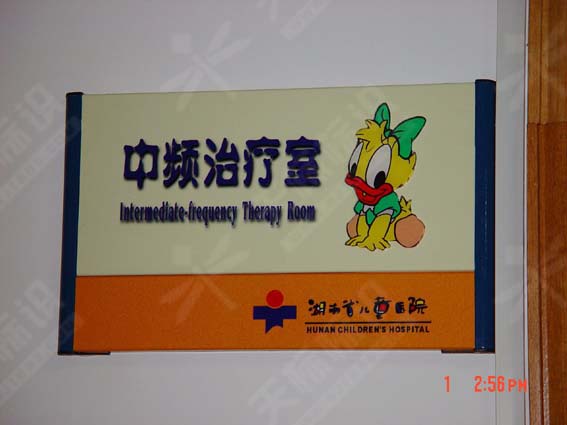 中频治疗室
Intermediate-frequency Therapy Room
湖南省儿童医院
HUNAN CHILDREN'S HOSPITAL
1 2:56PM